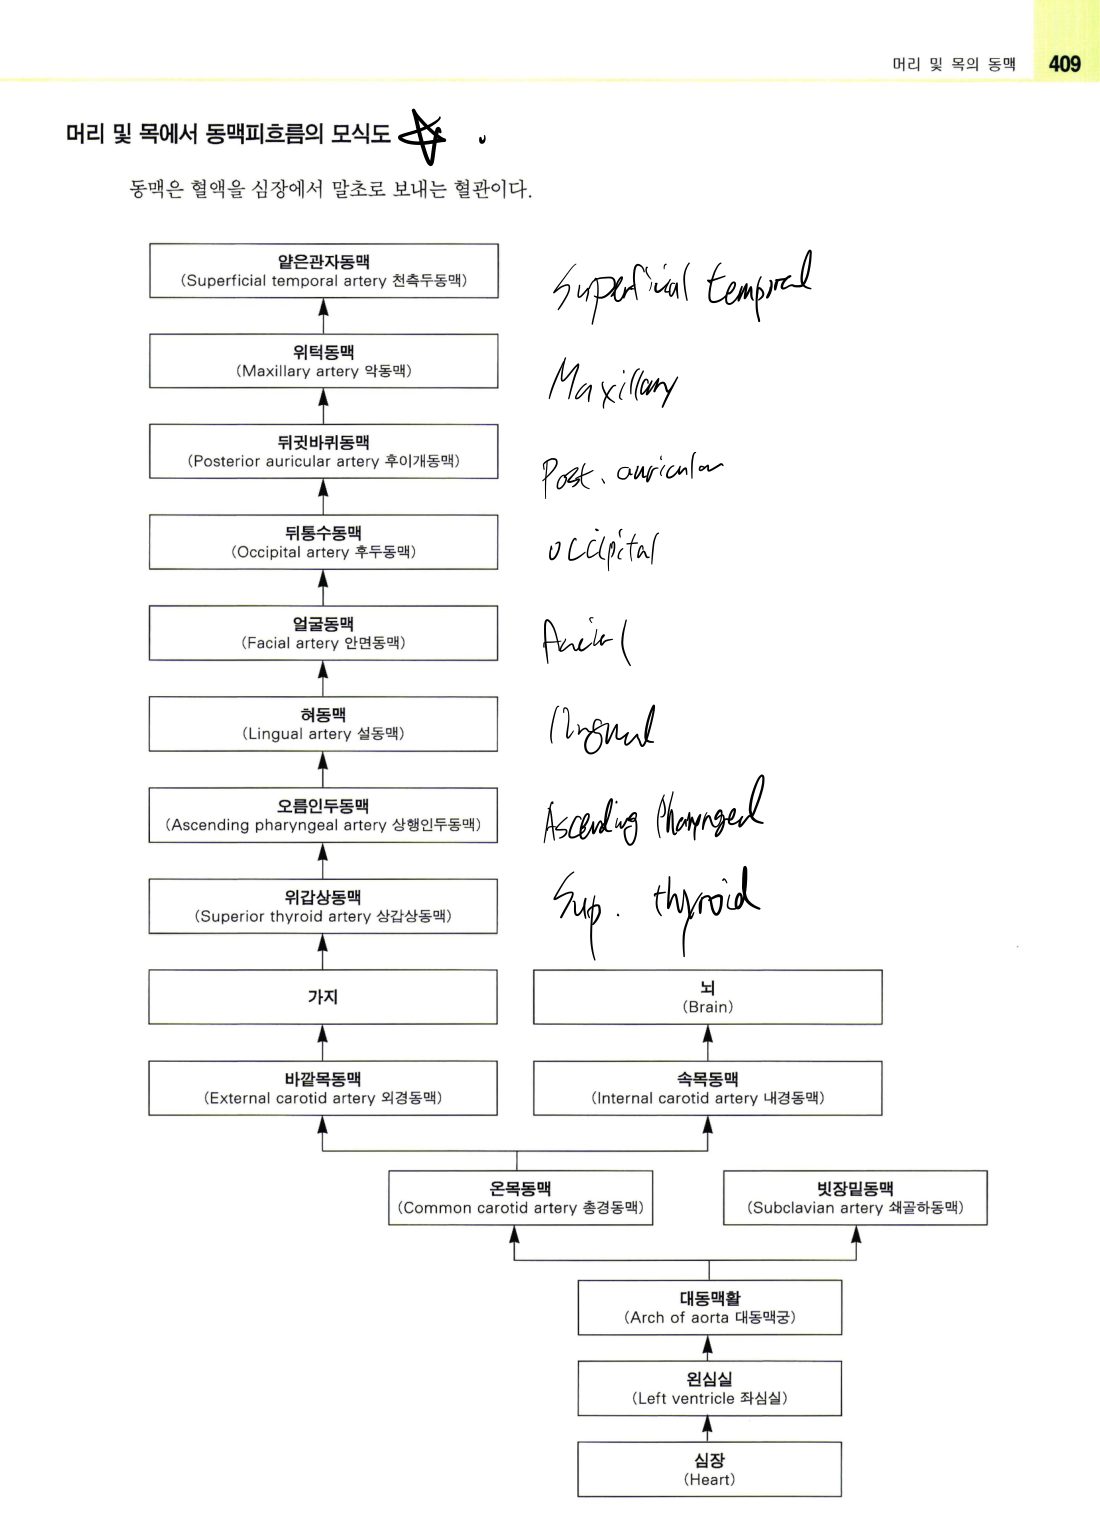 머리 및 목의 동맥 409
머리 및 목에서 동맥피흐름의 모식도
동맥은 혈액을 심장에서 말초로 보내는 혈관이다.
얕은관자동맥
(Superficial temporal artery 천측두동맥)
Superficial temporal
위턱동맥
(Maxillary artery 악동맥)
Maxillary
뒤귓바퀴동맥
(Posterior auricular artery 후이개동맥)
Post. auricular
뒤통수동맥
(Occipital artery 후두동맥)
occipital
얼굴동맥
(Facial artery 안면동맥)
Facial
혀동맥
(Lingual artery 설동맥)
lingual
오름인두동맥
(Ascending pharyngeal artery 상행인두동맥)
Ascending Pharyngeal
위갑상동맥
(Superior thyroid artery 상갑상동맥)
Sup. thyroid
가지
뇌
(Brain)
바깥목동맥
(External carotid artery 외경동맥)
속목동맥
(Internal carotid artery 내경동맥)
온목동맥
(Common carotid artery 총경동맥)
빗장밑동맥
(Subclavian artery 쇄골하동맥)
대동맥활
(Arch of aorta 대동맥궁)
왼심실
(Left ventricle 좌심실)
심장
(Heart)